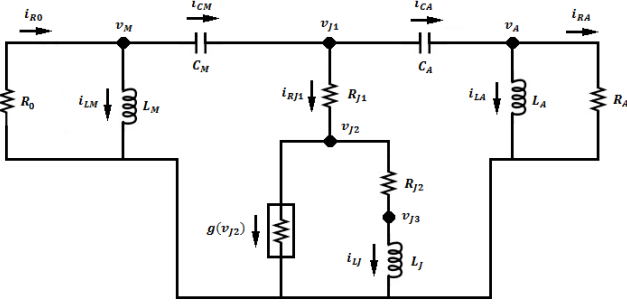 i_CM i_CA
i_R0 v_M v_J1 v_A i_RA
C_M C_A
R_0 i_LM L_M i_RJ1 R_J1 i_LA L_A R_A
v_J2
R_J2
g(v_J2) v_J3
i_LJ L_J